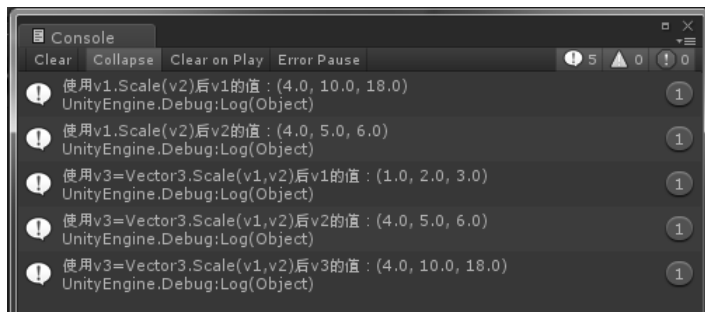 Console
Clear Collapse Clear on Play Error Pause 5 0 0
使用v1.Scale(v2)后v1的值：(4.0, 10.0, 18.0)
UnityEngine.Debug:Log(Object)
1
使用v1.Scale(v2)后v2的值：(4.0, 5.0, 6.0)
UnityEngine.Debug:Log(Object)
1
使用v3=Vector3.Scale(v1,v2)后v1的值：(1.0, 2.0, 3.0)
UnityEngine.Debug:Log(Object)
1
使用v3=Vector3.Scale(v1,v2)后v2的值：(4.0, 5.0, 6.0)
UnityEngine.Debug:Log(Object)
1
使用v3=Vector3.Scale(v1,v2)后v3的值：(4.0, 10.0, 18.0)
UnityEngine.Debug:Log(Object)
1